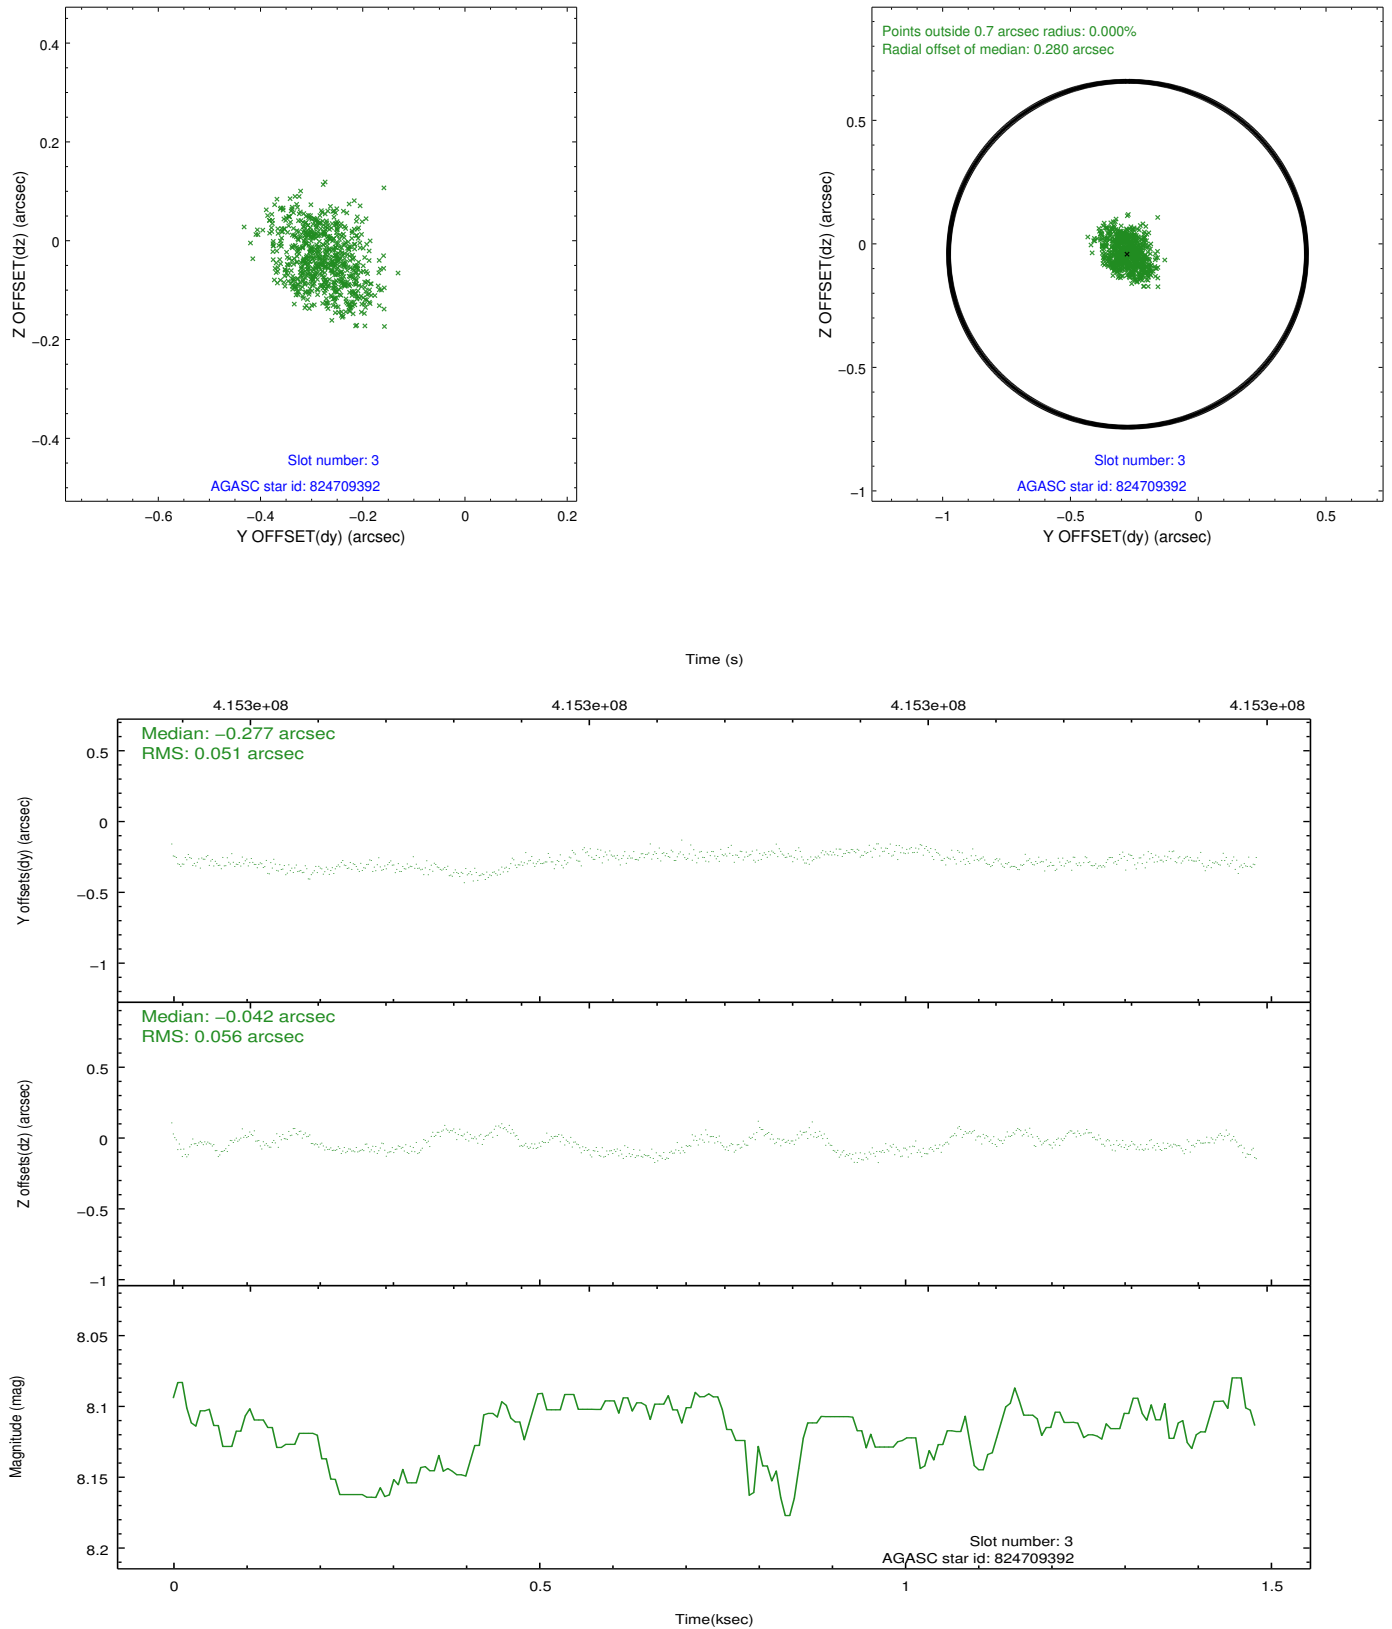 0.4
0.2
0
−0.2
−0.4
Z OFFSET(dz) (arcsec)
Slot number: 3
AGASC star id: 824709392
−0.6 −0.4 −0.2 0 0.2
Y OFFSET(dy) (arcsec)
Points outside 0.7 arcsec radius: 0.000%
Radial offset of median: 0.280 arcsec
0.5
0
−0.5
−1
Z OFFSET(dz) (arcsec)
Slot number: 3
AGASC star id: 824709392
−1 −0.5 0 0.5
Y OFFSET(dy) (arcsec)
Time (s)
4.153e+08 4.153e+08 4.153e+08 4.153e+08
Median: −0.277 arcsec
RMS: 0.051 arcsec
0.5
0
−0.5
−1
Y offsets(dy) (arcsec)
Median: −0.042 arcsec
RMS: 0.056 arcsec
0.5
0
−0.5
−1
Z offsets(dz) (arcsec)
8.05
8.1
8.15
8.2
Magnitude (mag)
Slot number: 3
AGASC star id: 824709392
0 0.5 1 1.5
Time(ksec)